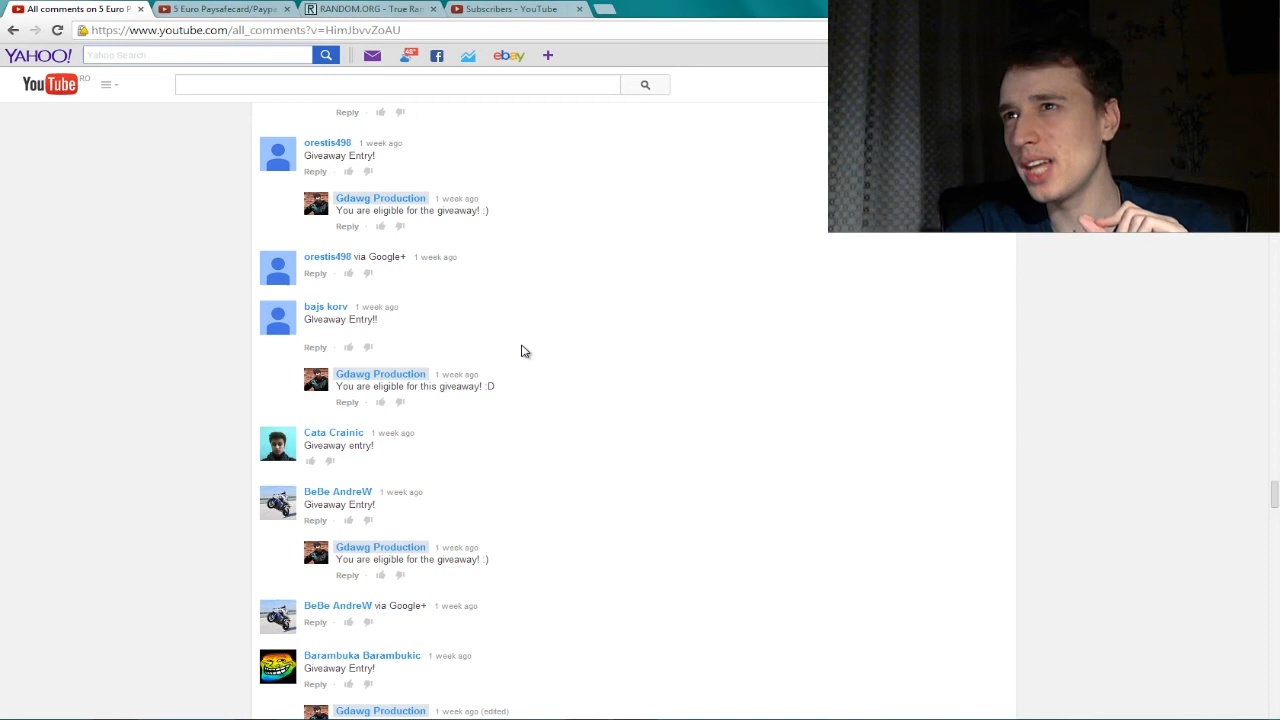 All comments on 5 Euro P
5 Euro Paysafecard/Paypa
RANDOM.ORG - True Ran
Subscribers - YouTube
https://www.youtube.com/all_comments?v=HimJbvvZoAU
YAHOO!
Yahoo Search
48*
ebay
YouTube RO
Reply
orestis498 1 week ago
Giveaway Entry!
Reply
Gdawg Production 1 week ago
You are eligible for the giveaway! :)
Reply
orestis498 via Google+ 1 week ago
Reply
bajs korv 1 week ago
GIveaway Entry!!
Reply
Gdawg Production 1 week ago
You are eligible for this giveaway! :D
Reply
Cata Crainic 1 week ago
Giveaway entry!
BeBe AndreW 1 week ago
Giveaway Entry!
Reply
Gdawg Production 1 week ago
You are eligible for the giveaway! :)
Reply
BeBe AndreW via Google+ 1 week ago
Reply
Barambuka Barambukic 1 week ago
Giveaway Entry!
Reply
Gdawg Production 1 week ago (edited)